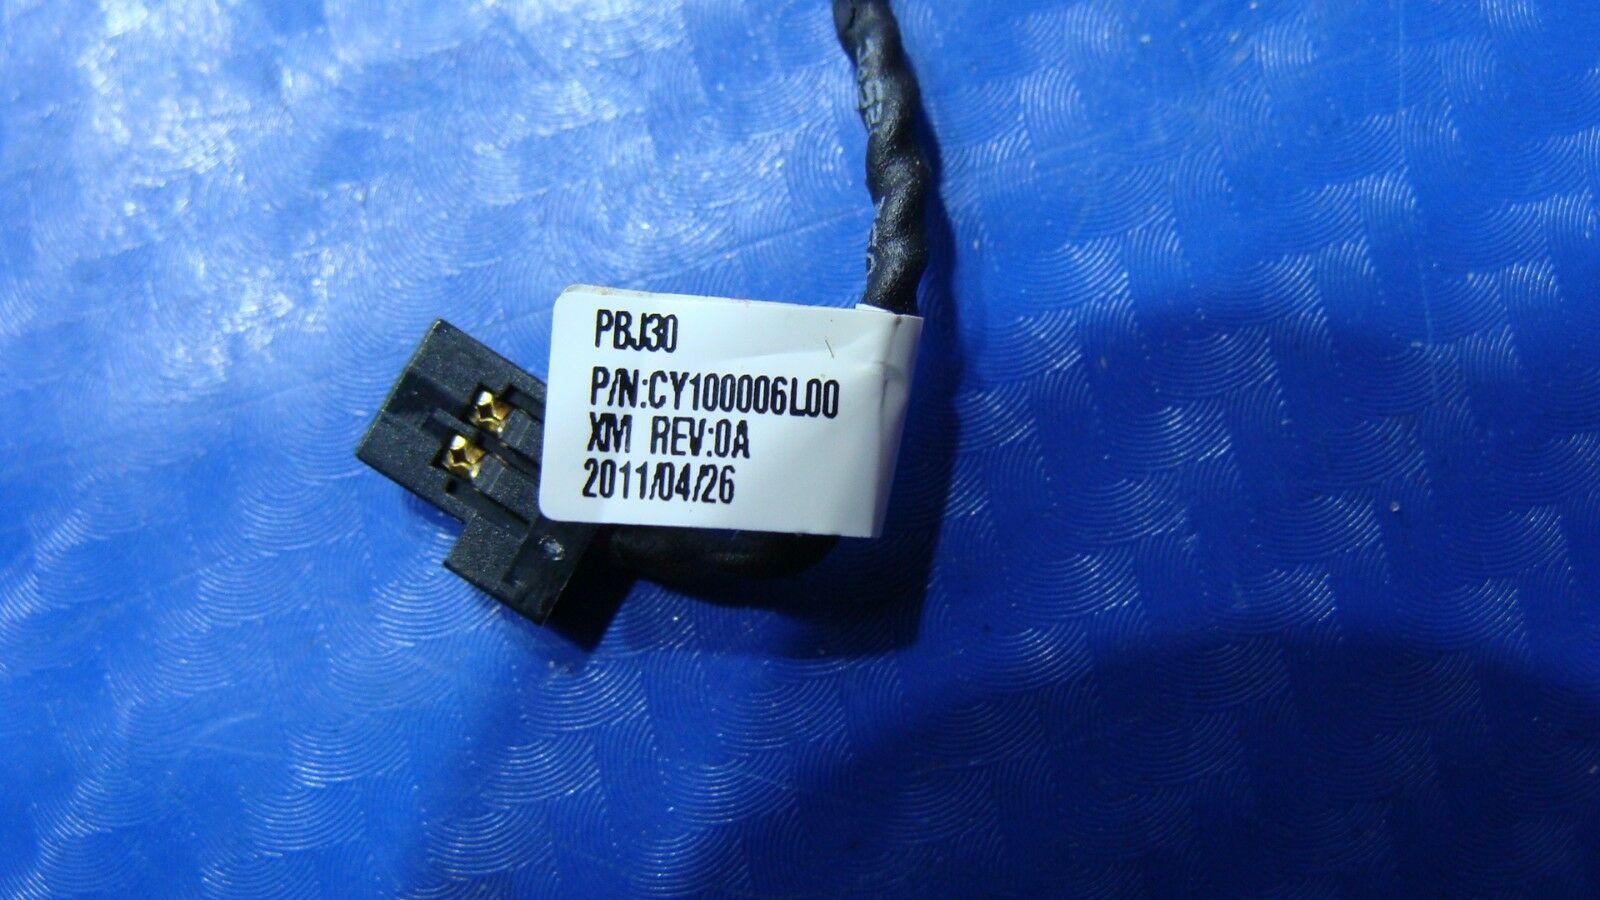 PBJ30
P/N:CY100006L00
XM REV:0A
2011/04/26